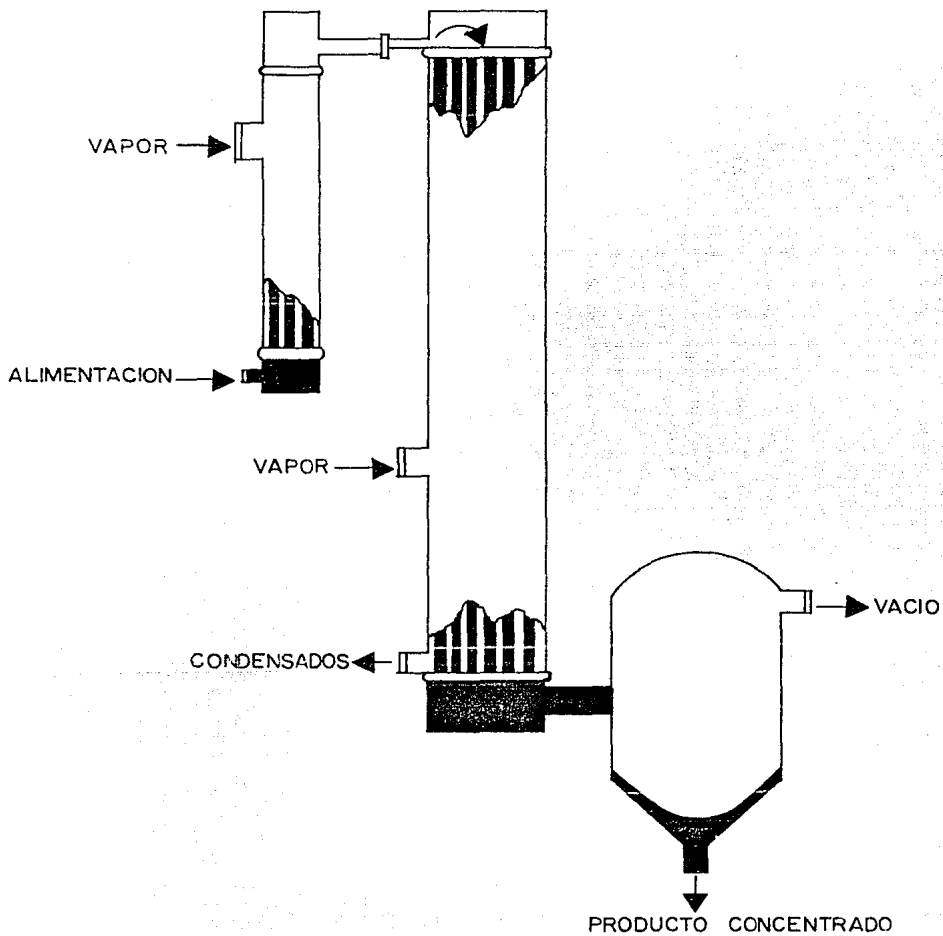 VAPOR
ALIMENTACION
VAPOR
CONDENSADOS
VACIO
PRODUCTO CONCENTRADO